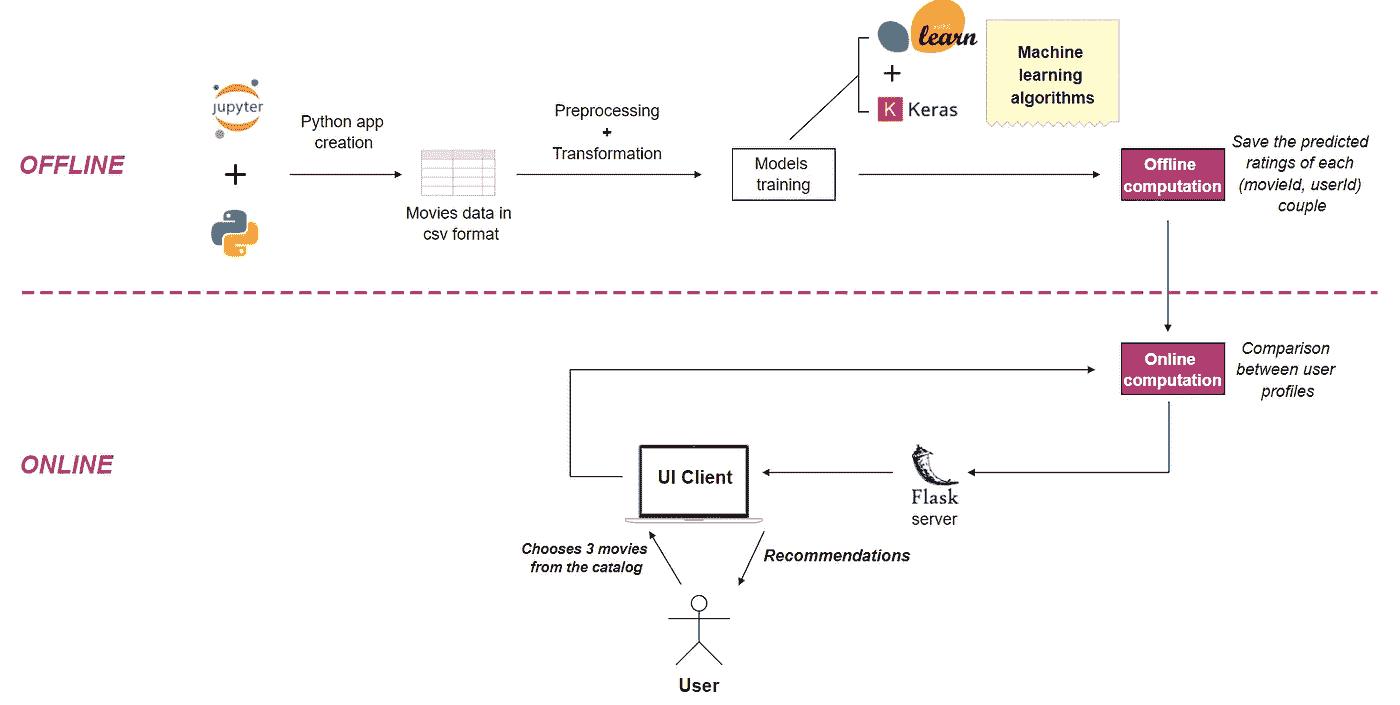 OFFLINE
jupyter
Python app
creation
Movies data in
csv format
Preprocessing
+
Transformation
Models
training
learn
+
K Keras
Machine
learning
algorithms
Offline
computation
Save the predicted
ratings of each
(movieId, userId)
couple
+
ONLINE
Online
computation
Comparison
between user
profiles
UI Client
Flask
server
Chooses 3 movies
from the catalog
Recommendations
User